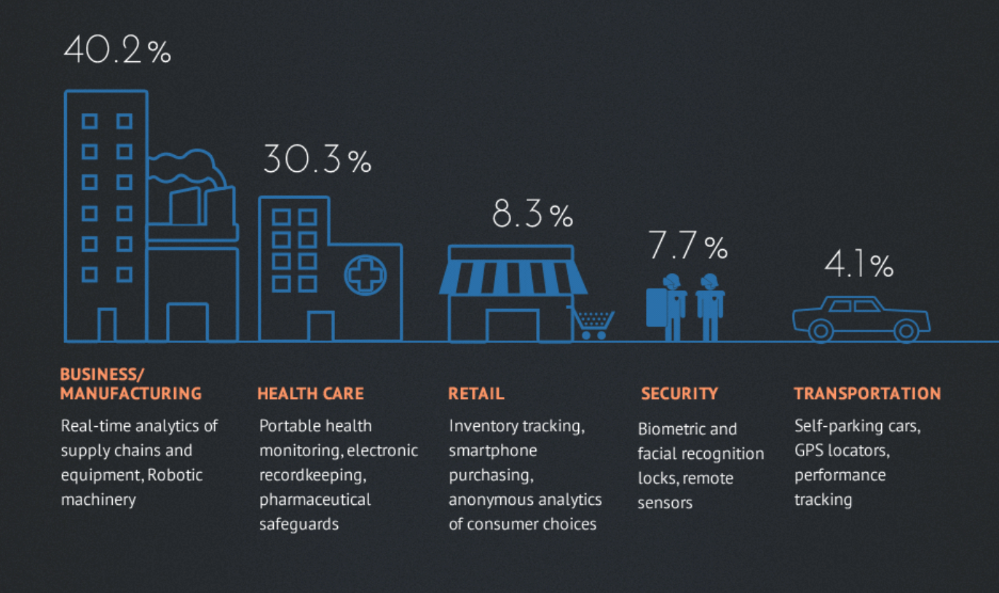 40.2%
30.3%
8.3%
7.7%
4.1%
BUSINESS/
MANUFACTURING
Real-time analytics of
supply chains and
equipment, Robotic
machinery
HEALTH CARE
Portable health
monitoring, electronic
recordkeeping,
pharmaceutical
safeguards
RETAIL
Inventory tracking,
smartphone
purchasing,
anonymous analytics
of consumer choices
SECURITY
Biometric and
facial recognition
locks, remote
sensors
TRANSPORTATION
Self-parking cars,
GPS locators,
performance
tracking